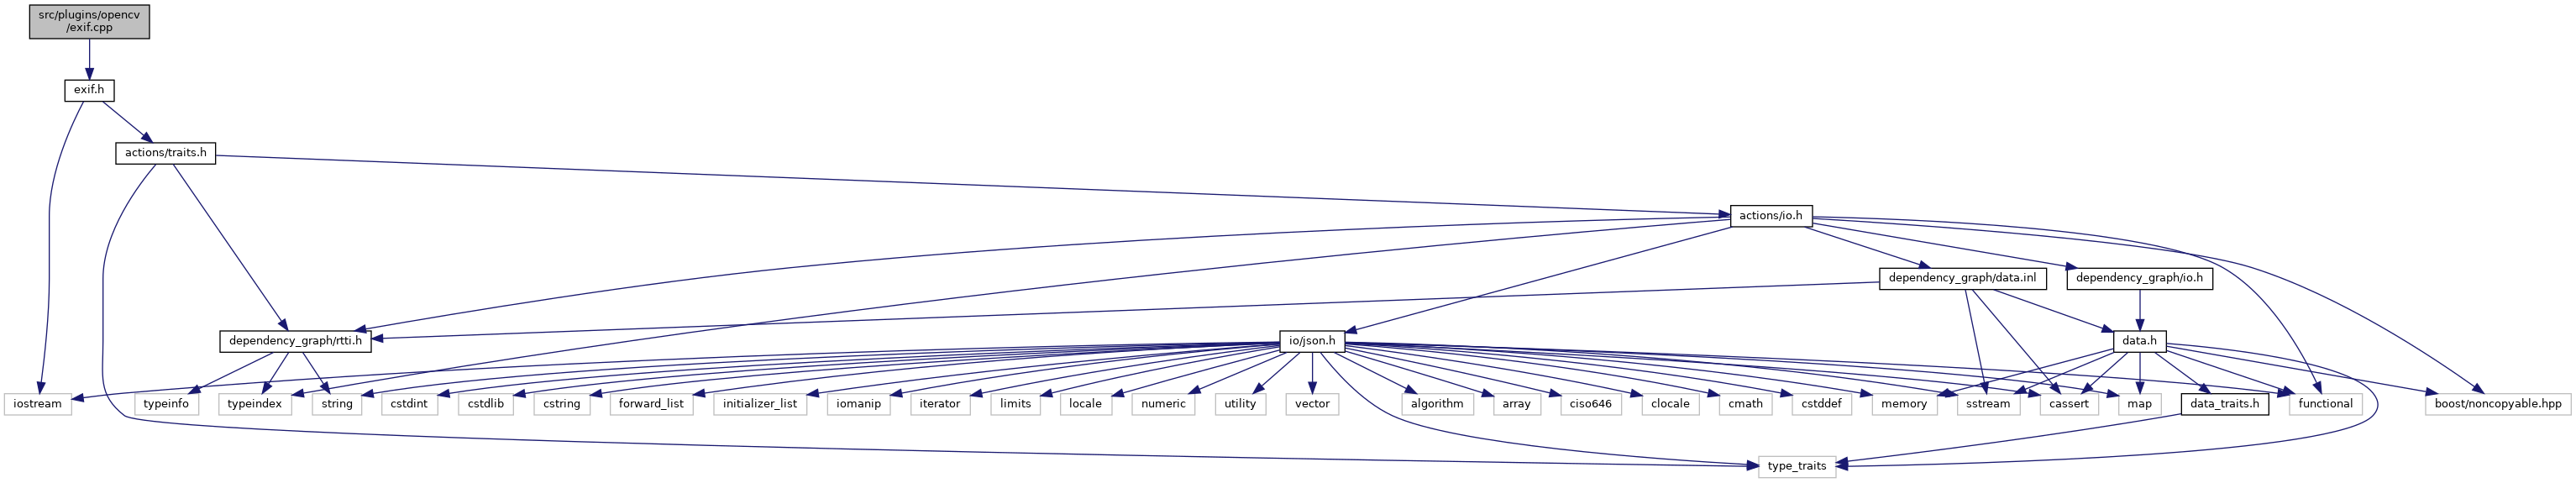 src/plugins/opencv
/exif.cpp
exif.h
actions/traits.h
actions/io.h
dependency_graph/data.inl
dependency_graph/io.h
dependency_graph/rtti.h
io/json.h
data.h
iostream
typeinfo
typeindex
string
cstdint
cstdlib
cstring
forward_list
initializer_list
iomanip
iterator
limits
locale
numeric
utility
vector
algorithm
array
ciso646
clocale
cmath
cstddef
memory
sstream
cassert
map
data_traits.h
functional
boost/noncopyable.hpp
type_traits